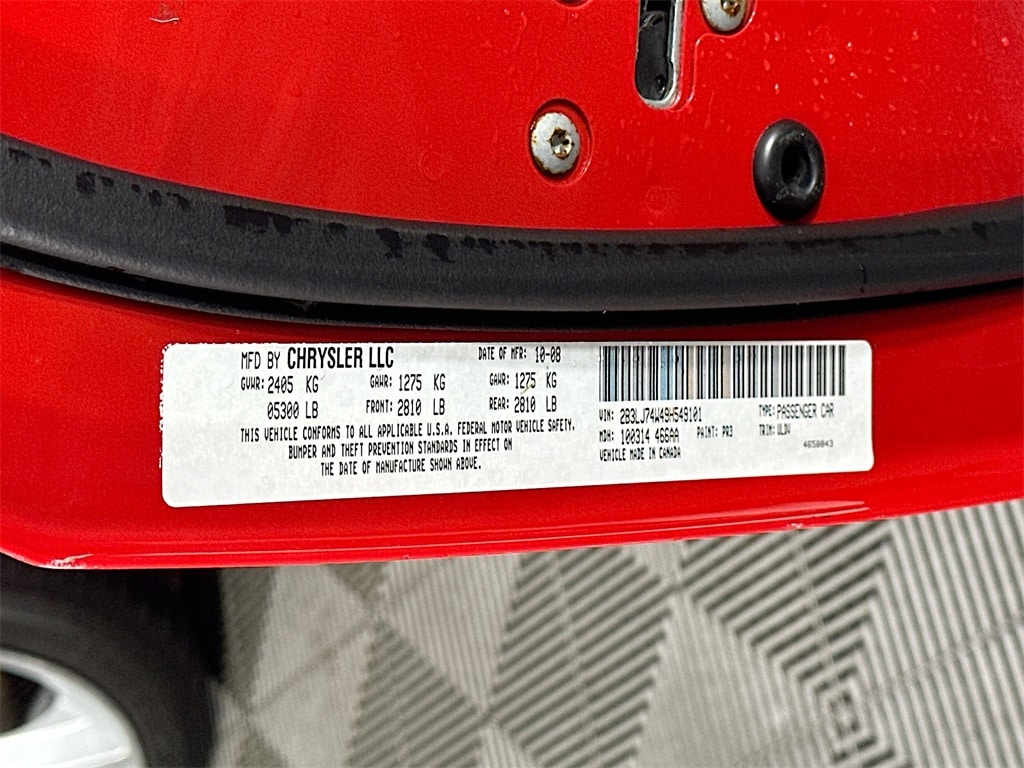 MFD BY CHRYSLER LLC DATE OF MFR: 10-08
GVWR: 2405 KG GAWR: 1275 KG GAWR: 1275 KG
05300 LB FRONT: 2810 LB REAR: 2810 LB
THIS VEHICLE CONFORMS TO ALL APPLICABLE U.S.A. FEDERAL MOTOR VEHICLE SAFETY,
BUMPER AND THEFT PREVENTION STANDARDS IN EFFECT ON
THE DATE OF MANUFACTURE SHOWN ABOVE.
VIN: 2B3LJ74W49H549101 TYPE: PASSENGER CAR
MDH: 100314 466AA PAINT: PR3 TRIM: ULDV
VEHICLE MADE IN CANADA 4658843